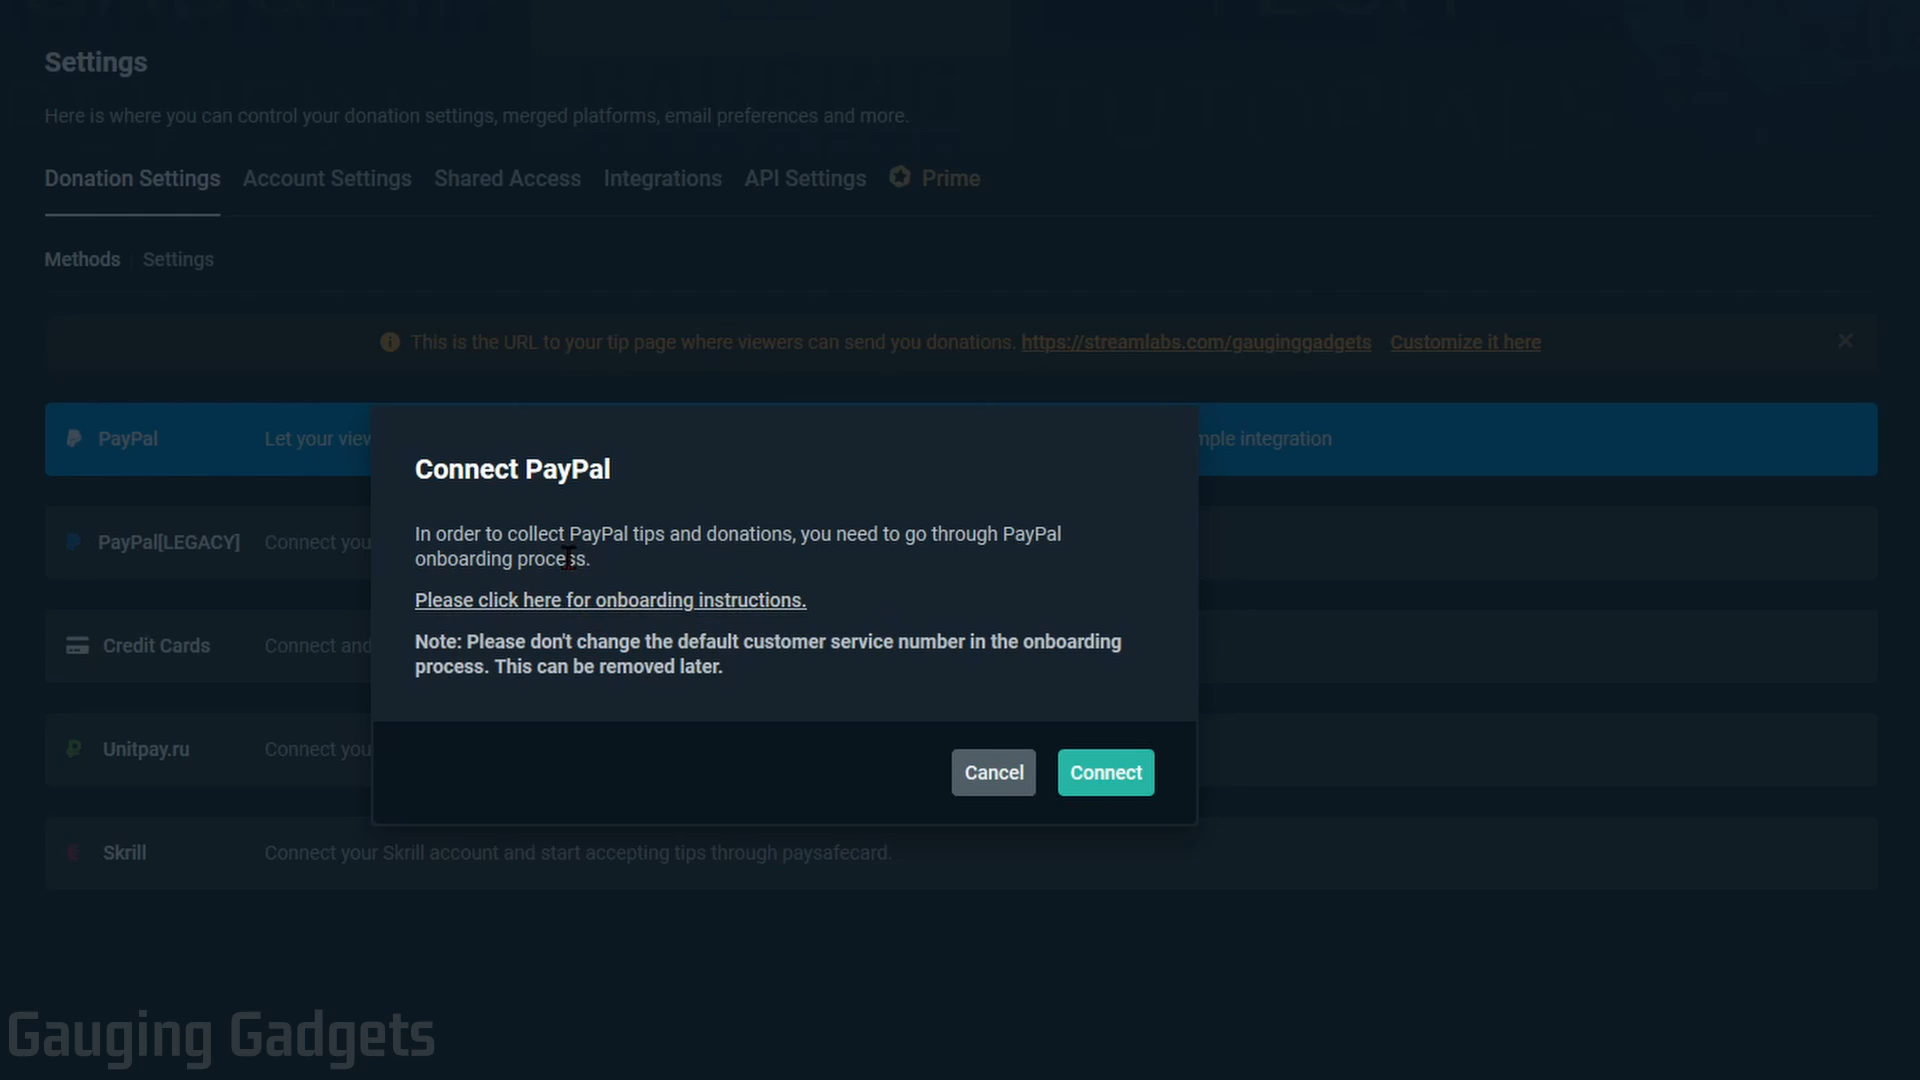 Settings
Here is where you can control your donation settings, merged platforms, email preferences and more.
Donation Settings Account Settings Shared Access Integrations API Settings Prime
Methods Settings
This is the URL to your tip page where viewers can send you donations. https://streamlabs.com/gauginggadgets Customize it here
PayPal Let your view mple integration
Connect PayPal
In order to collect PayPal tips and donations, you need to go through PayPal
onboarding process.
PayPal[LEGACY] Connect you
Please click here for onboarding instructions.
Note: Please don't change the default customer service number in the onboarding
process. This can be removed later.
Credit Cards Connect and
Unitpay.ru Connect you
Cancel Connect
Skrill Connect your Skrill account and start accepting tips through paysafecard.
Gauging Gadgets